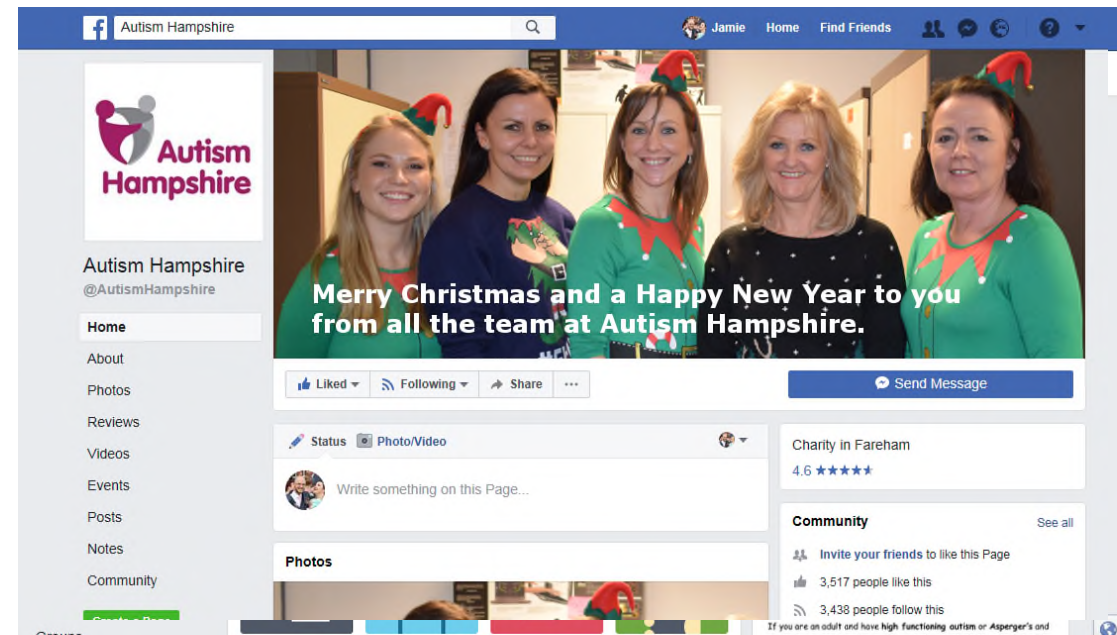 Autism Hampshire
Jamie Home Find Friends
Autism
Hampshire
Autism Hampshire
@AutismHampshire
Home
About
Photos
Reviews
Videos
Events
Posts
Notes
Community
Create a Page
Merry Christmas and a Happy New Year to you
from all the team at Autism Hampshire.
Liked Following Share ...
Send Message
Status Photo/Video
Write something on this Page...
Photos
Charity in Fareham
4.6
Community See all
Invite your friends to like this Page
3,517 people like this
3,438 people follow this
If you are an adult and have high functioning autism or Asperger's and